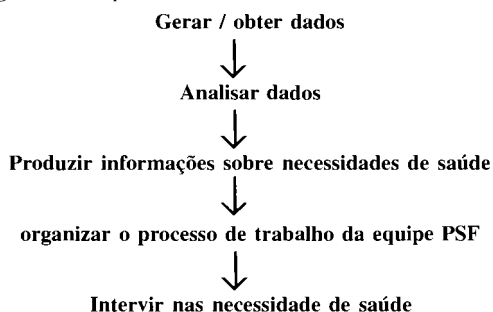 Gerar / obter dados
Analisar dados
Produzir informações sobre necessidades de saúde
organizar o processo de trabalho da equipe PSF
Intervir nas necessidade de saúde